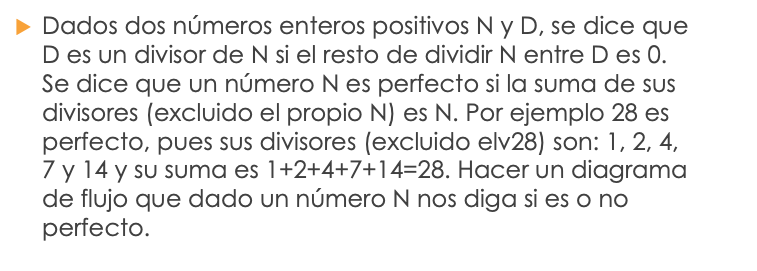 Dados dos números enteros positivos N y D, se dice que
D es un divisor de N si el resto de dividir N entre D es 0.
Se dice que un número N es perfecto si la suma de sus
divisores (excluido el propio N) es N. Por ejemplo 28 es
perfecto, pues sus divisores (excluido elv28) son: 1, 2, 4,
7 y 14 y su suma es 1+2+4+7+14=28. Hacer un diagrama
de flujo que dado un número N nos diga si es o no
perfecto.